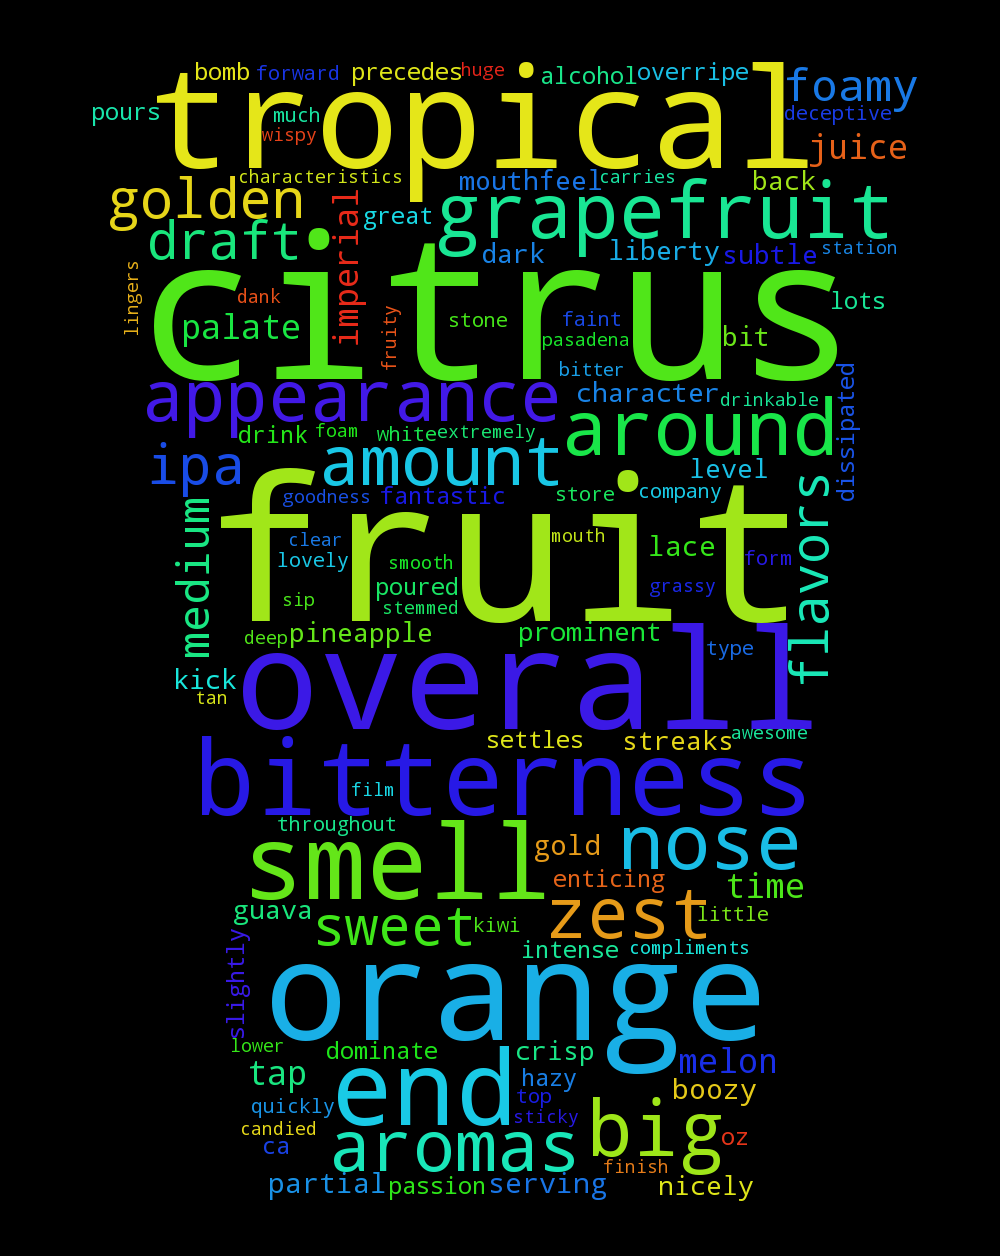 bomb forward precedes huge alcohol overripe
tropical
foamy
pours much deceptive
wispy juice
characteristics mouthfeel carries back
golden imperial great grapefruit
draft dark liberty subtle station
citrus
lingers dank fruity lots
palate stone faint bit
pasadena
bitter
appearance character drinkable dissipated
around
drink foam white extremely
ipa amount level
goodness fantastic store company flavors
medium fruit
clear mouth
lovely smooth lace form
poured grassy
sip stemmed
deep pineapple prominent type
kick overall
tan
settles streaks awesome
bitterness
film
throughout
smell gold nose
enticing time
guava sweet kiwi zest little
slightly intense compliments
orange
lower dominate crisp melon
tap end hazy boozy
quickly top
candied sticky big
ca aromas oz
finish
partial passion serving nicely